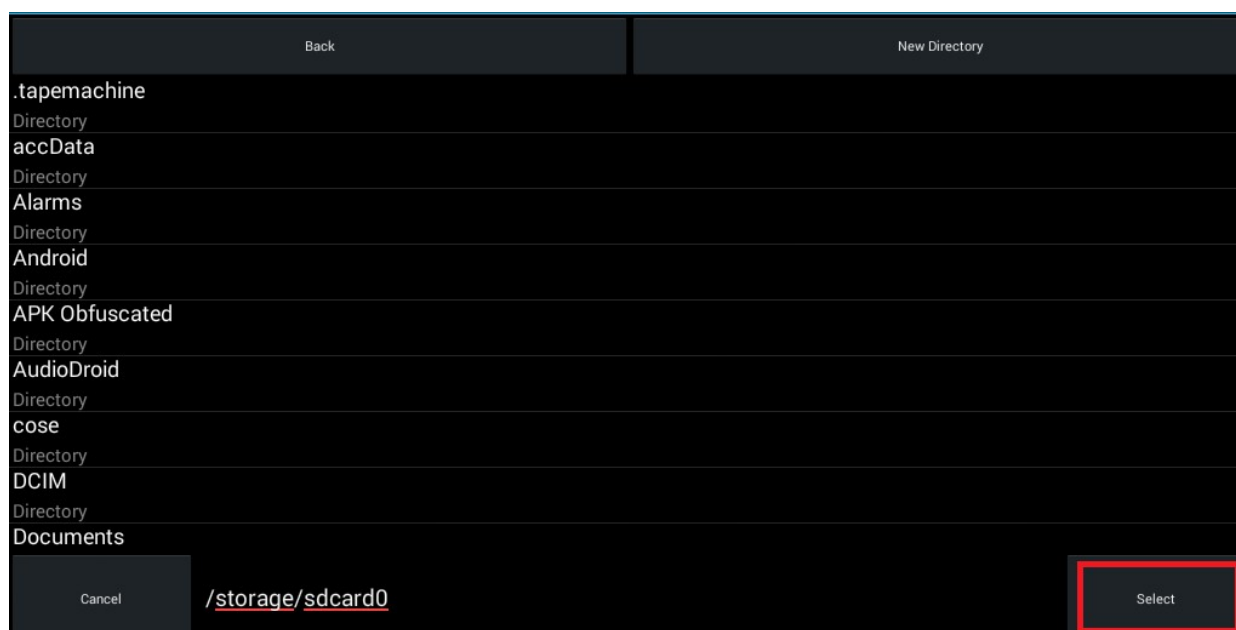 Back
New Directory
.tapemachine
Directory
accData
Directory
Alarms
Directory
Android
Directory
APK Obfuscated
Directory
AudioDroid
Directory
cose
Directory
DCIM
Directory
Documents
Cancel
/storage/sdcard0
Select